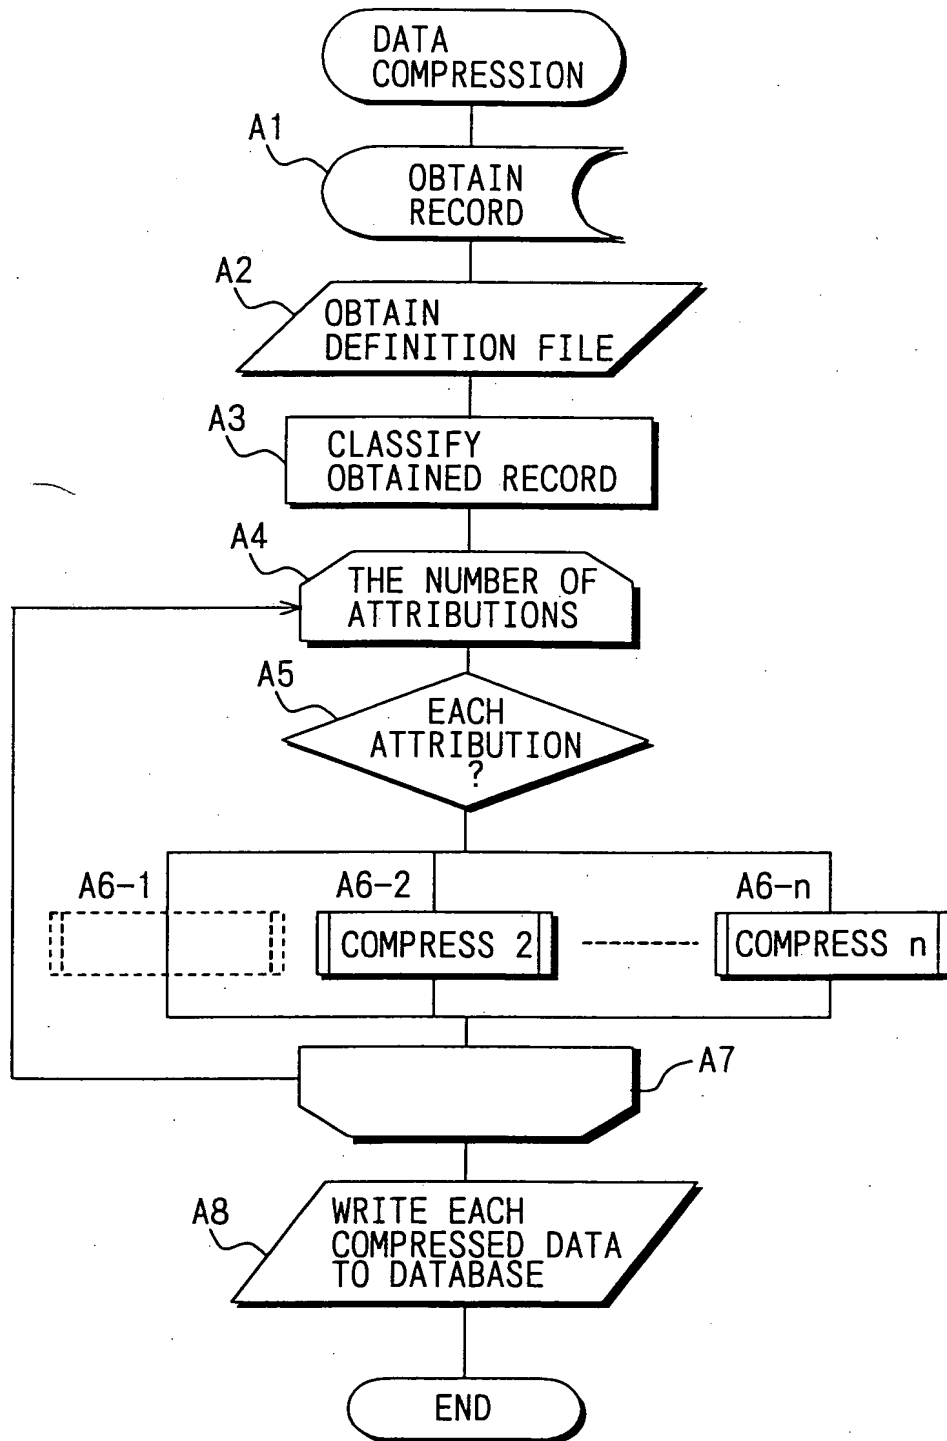 DATA
COMPRESSION
A1
OBTAIN
RECORD
A2
OBTAIN
DEFINITION FILE
A3
CLASSIFY
OBTAINED RECORD
A4
THE NUMBER OF
ATTRIBUTIONS
A5
EACH
ATTRIBUTION
?
A6-1
A6-2
A6-n
COMPRESS 2
COMPRESS n
A7
A8
WRITE EACH
COMPRESSED DATA
TO DATABASE
END